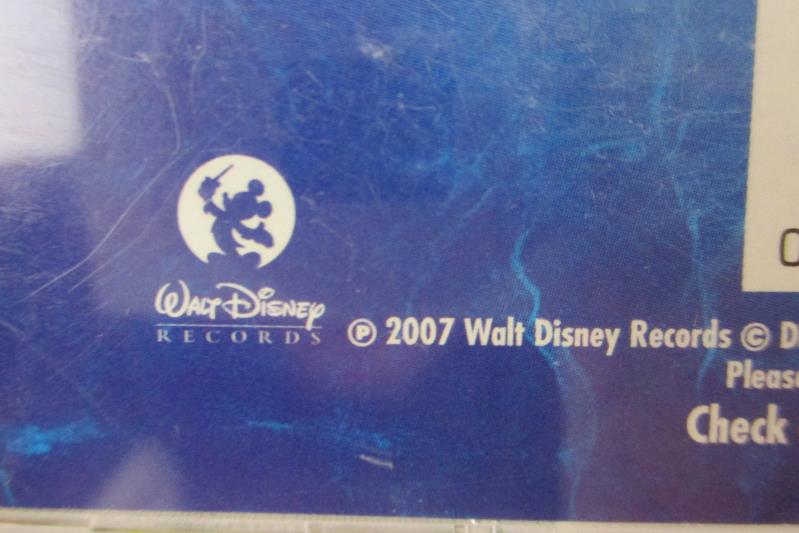 WALT DISNEY
RECORDS
℗ 2007 Walt Disney Records ©
Check